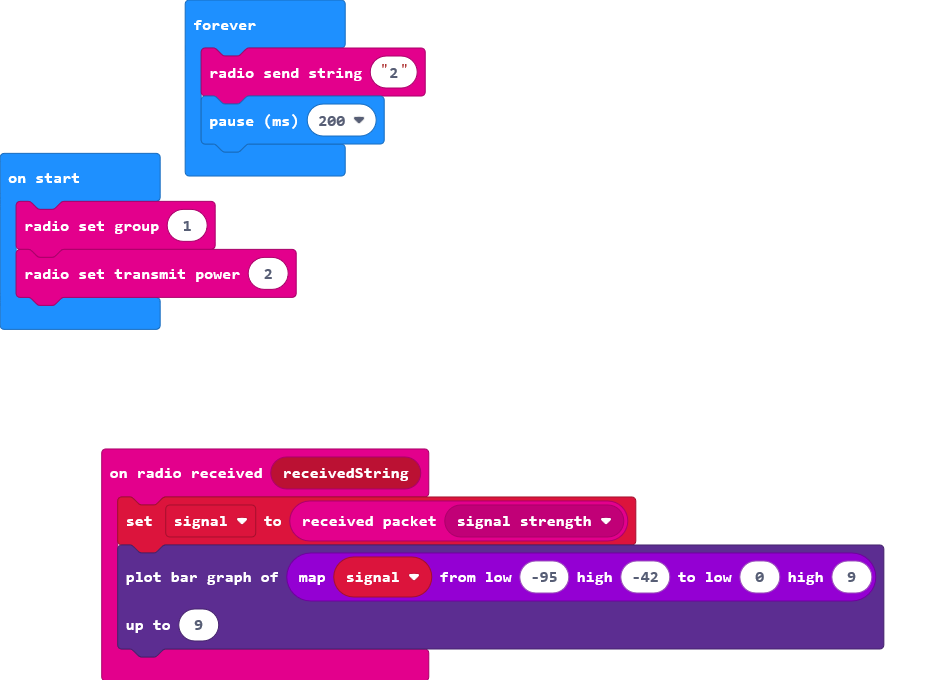 forever
radio send string "2"
pause (ms) 200
on start
radio set group 1
radio set transmit power 2
on radio received receivedString
set signal to received packet signal strength
plot bar graph of map signal from low -95 high -42 to low 0 high 9
up to 9